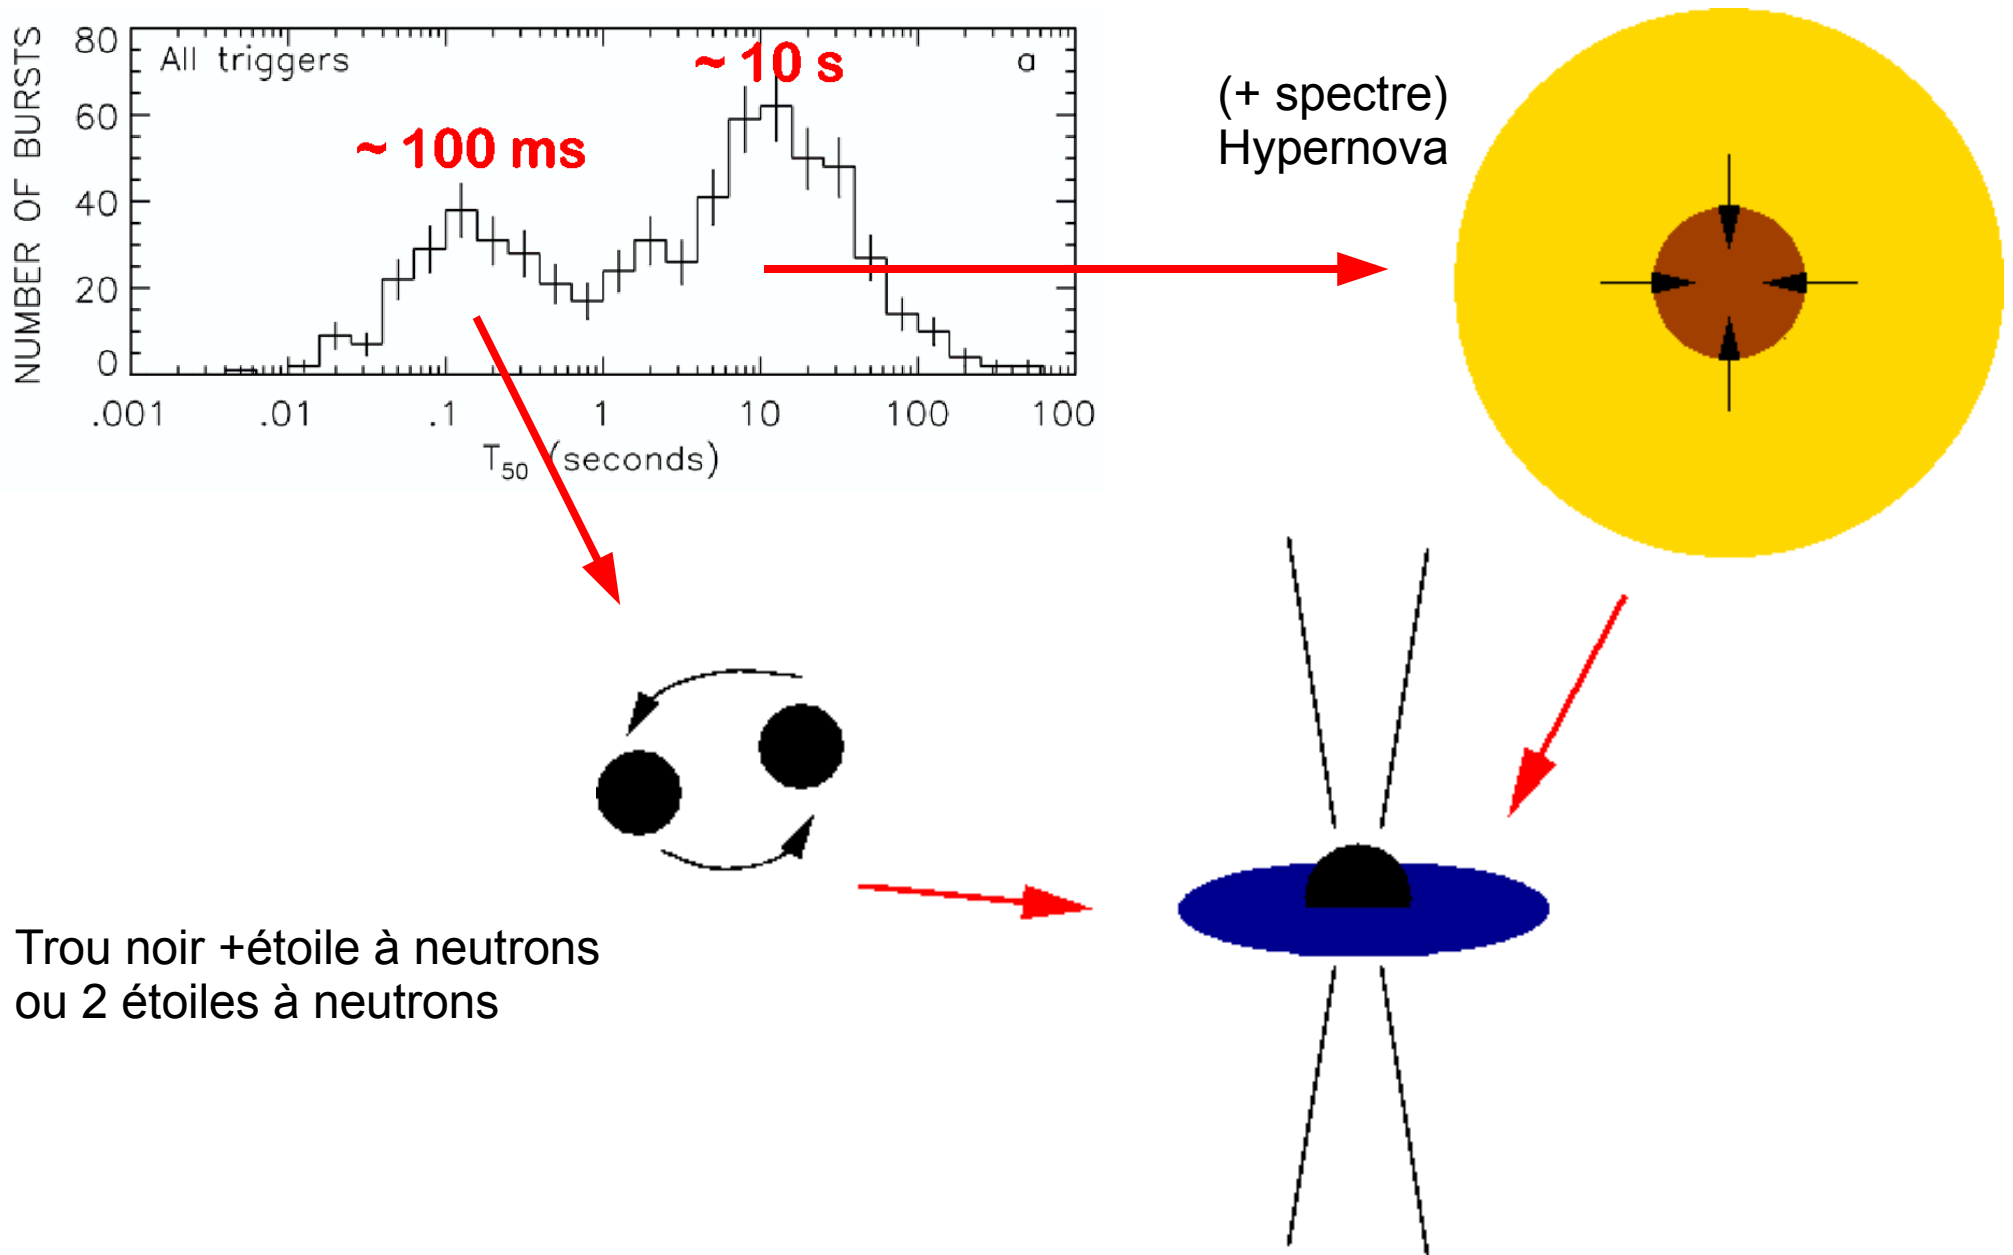 NUMBER OF BURSTS
80
60
40
20
0
All triggers
a
~ 100 ms
~ 10 s
.001 .01 .1 1 10 100 100
T50 (seconds)
(+ spectre)
Hypernova
Trou noir +étoile à neutrons
ou 2 étoiles à neutrons